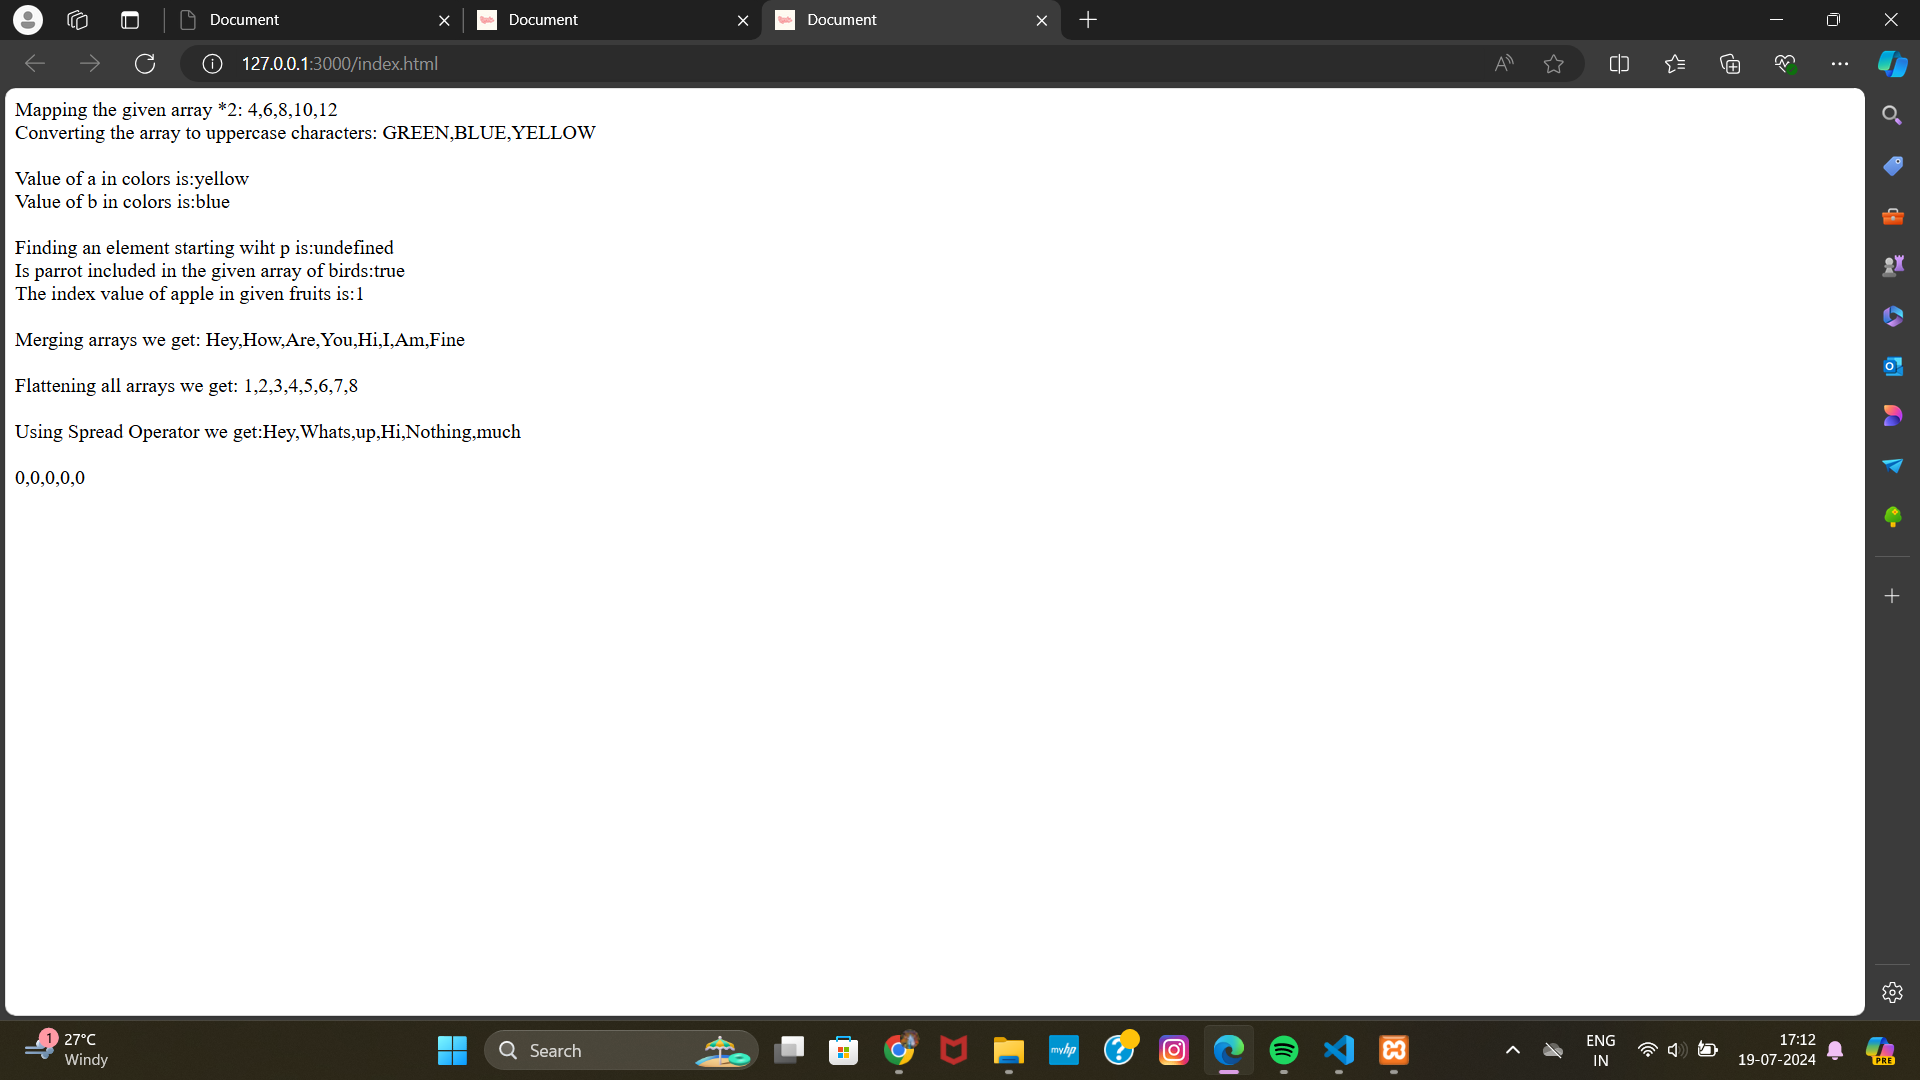 Document
Document
Document
127.0.0.1:3000/index.html
Mapping the given array *2: 4,6,8,10,12
Converting the array to uppercase characters: GREEN,BLUE,YELLOW
Value of a in colors is:yellow
Value of b in colors is:blue
Finding an element starting wiht p is:undefined
Is parrot included in the given array of birds:true
The index value of apple in given fruits is:1
Merging arrays we get: Hey,How,Are,You,Hi,I,Am,Fine
Flattening all arrays we get: 1,2,3,4,5,6,7,8
Using Spread Operator we get:Hey,Whats,up,Hi,Nothing,much
0,0,0,0,0
1
27°C
Windy
Search
myhp
ENG
IN
17:12
19-07-2024
PRE